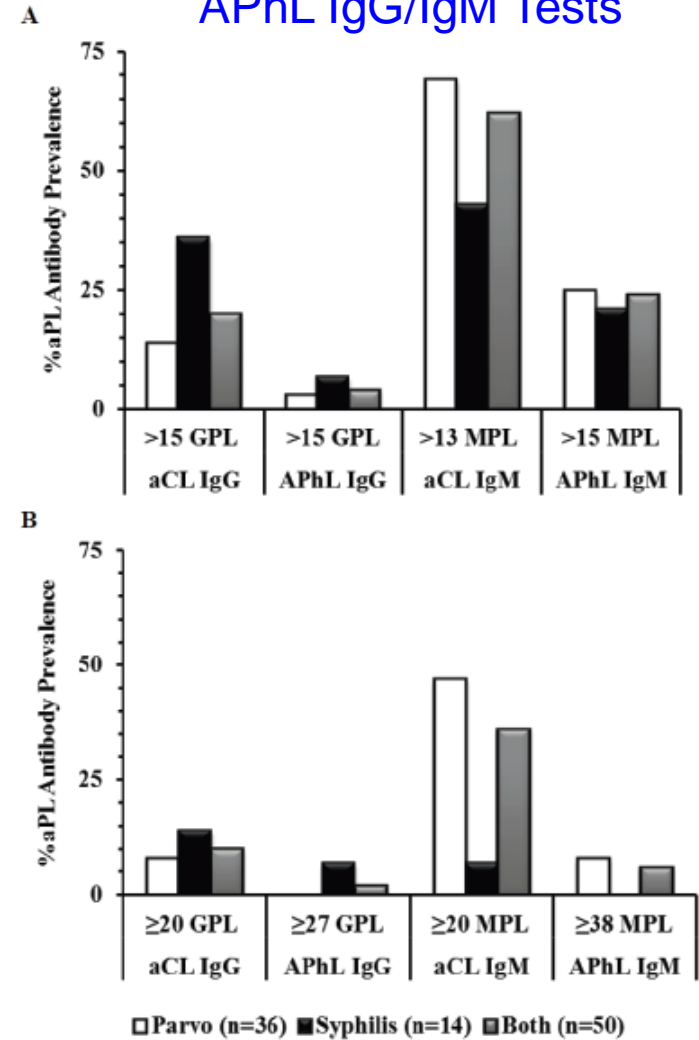 APhL IgG/IgM Tests
A
75
50
25
0
%aPL Antibody Prevalence
>15 GPL >15 GPL >13 MPL >15 MPL
aCL IgG APhL IgG aCL IgM APhL IgM
B
75
50
25
0
%aPL Antibody Prevalence
≥20 GPL ≥27 GPL ≥20 MPL ≥38 MPL
aCL IgG APhL IgG aCL IgM APhL IgM
Parvo (n=36) Syphilis (n=14) Both (n=50)